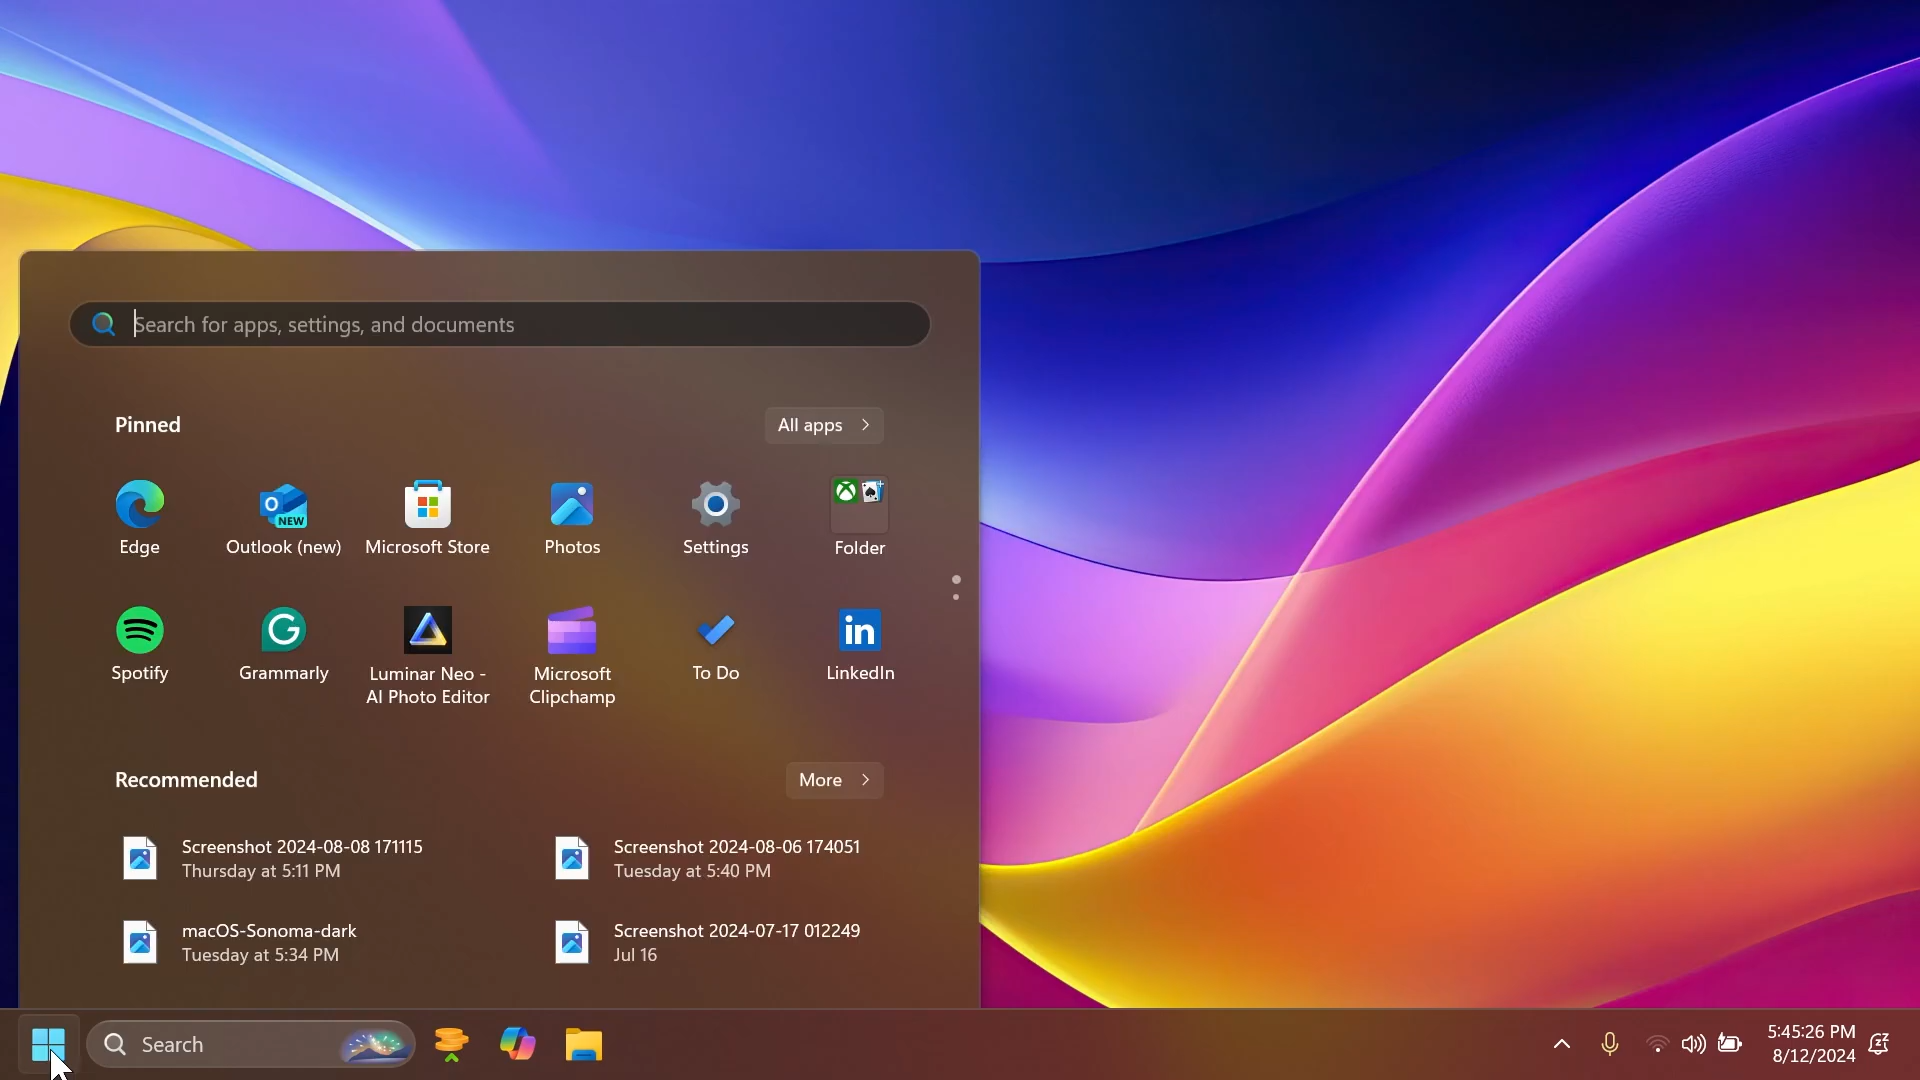 Search for apps, settings, and documents
Pinned
All apps
Edge
Outlook (new)
Microsoft Store
Photos
Settings
Folder
Spotify
Grammarly
Luminar Neo -
AI Photo Editor
Microsoft
Clipchamp
To Do
LinkedIn
Recommended
More
Screenshot 2024-08-08 171115
Thursday at 5:11 PM
Screenshot 2024-08-06 174051
Tuesday at 5:40 PM
macOS-Sonoma-dark
Tuesday at 5:34 PM
Screenshot 2024-07-17 012249
Jul 16
Search
5:45:26 PM
8/12/2024